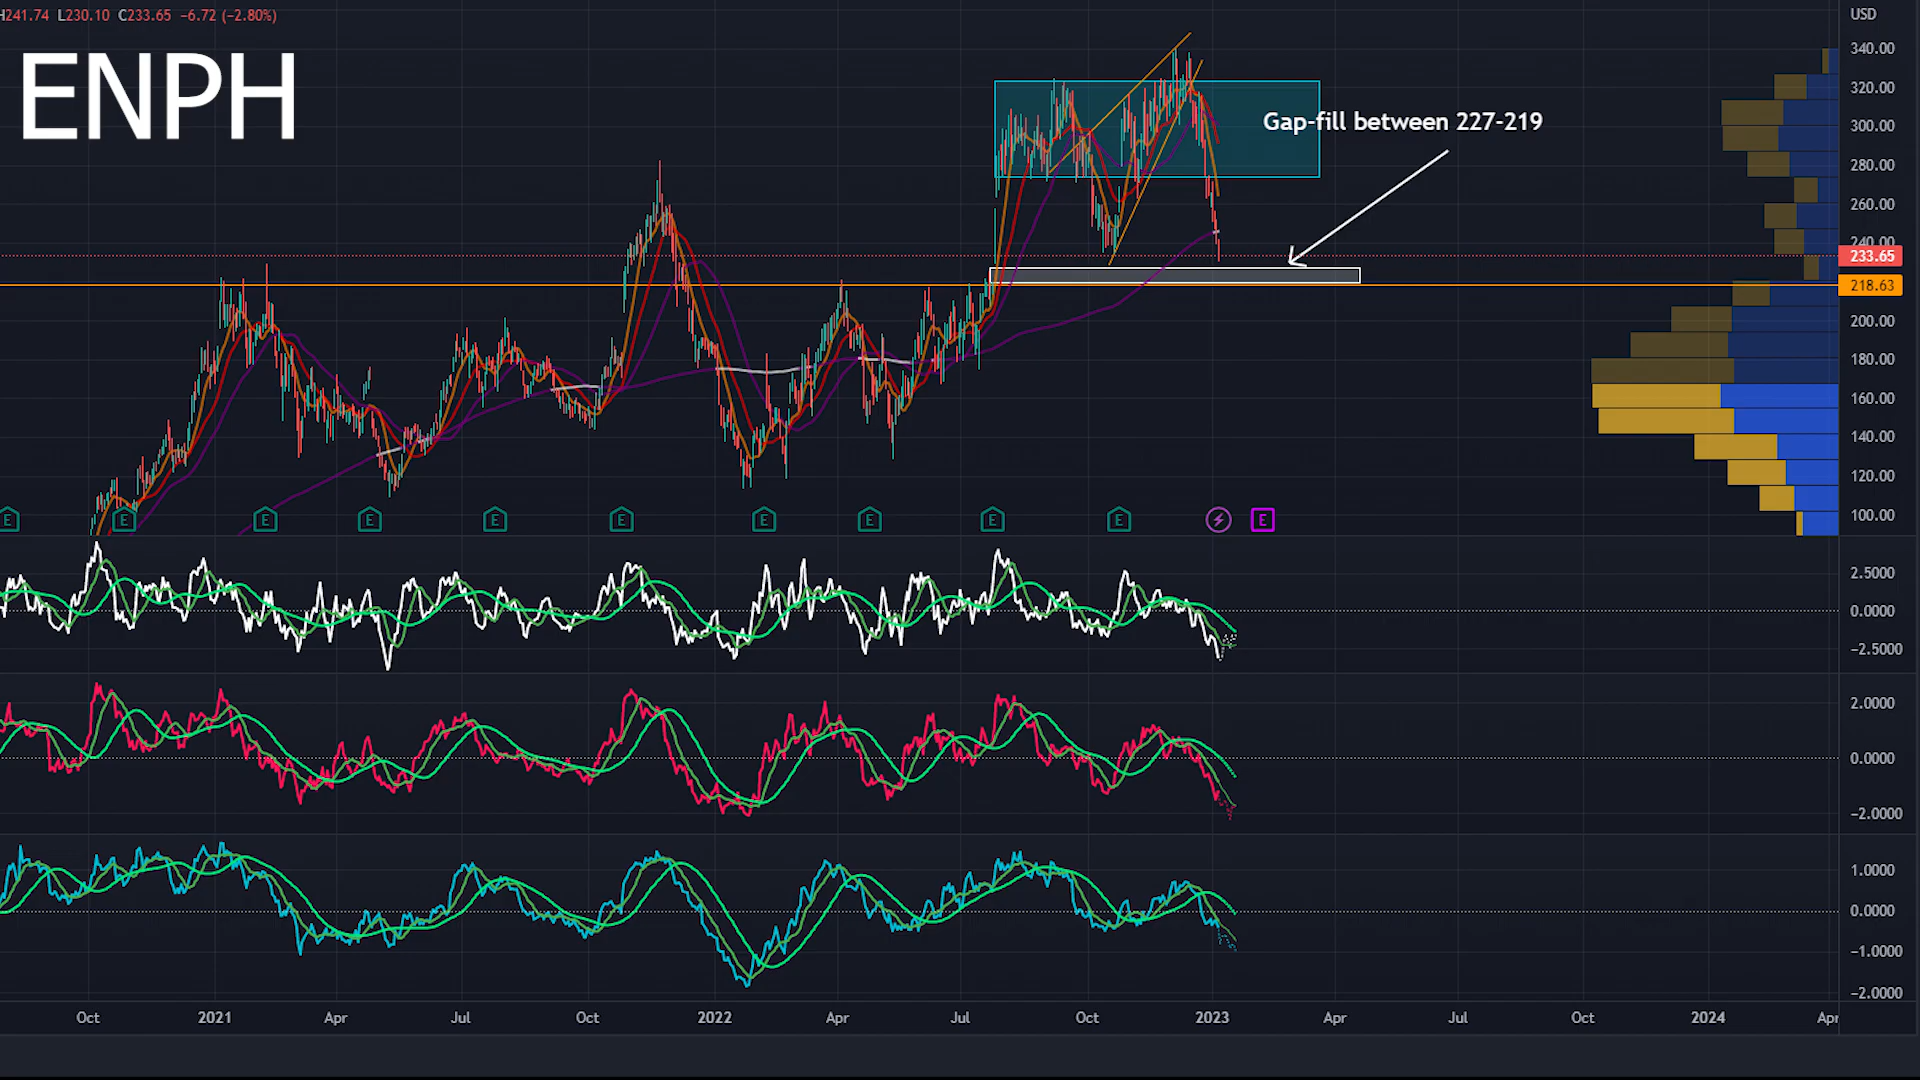 H241.74 L230.10 C233.65 −6.72 (−2.80%)
USD
ENPH
Gap-fill between 227-219
340.00
320.00
300.00
280.00
260.00
240.00
233.65
218.63
200.00
180.00
160.00
140.00
120.00
100.00
E
E
E
E
E
E
E
E
E
E
E
2.5000
0.0000
−2.5000
2.0000
0.0000
−2.0000
1.0000
0.0000
−1.0000
−2.0000
Oct 2021 Apr Jul Oct 2022 Apr Jul Oct 2023 Apr Jul Oct 2024 Apr